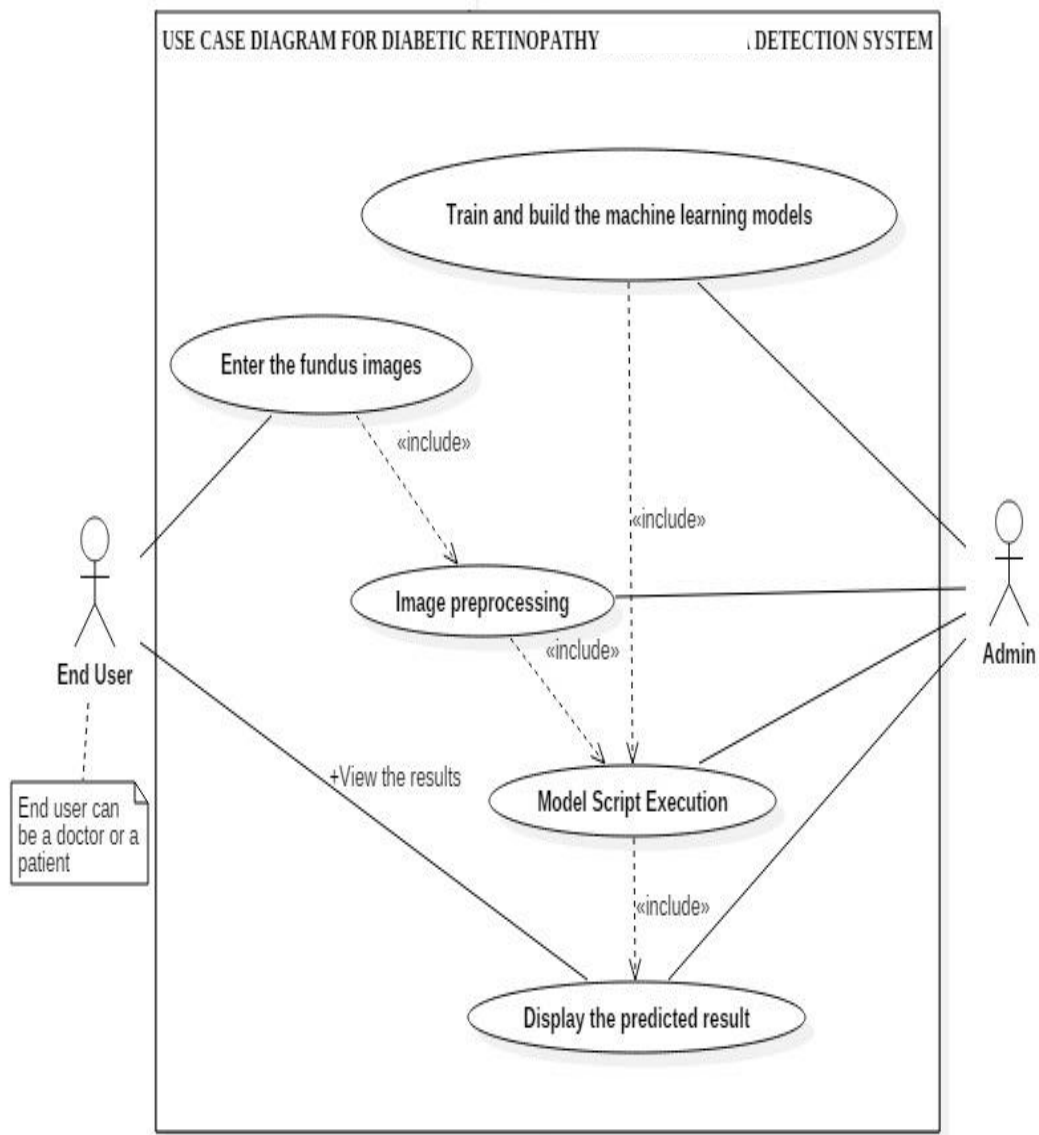 USE CASE DIAGRAM FOR DIABETIC RETINOPATHY DETECTION SYSTEM
Train and build the machine learning models
Enter the fundus images
«include»
«include»
Image preprocessing
«include»
End User
Admin
+View the results
End user can
be a doctor or a
patient
Model Script Execution
«include»
Display the predicted result